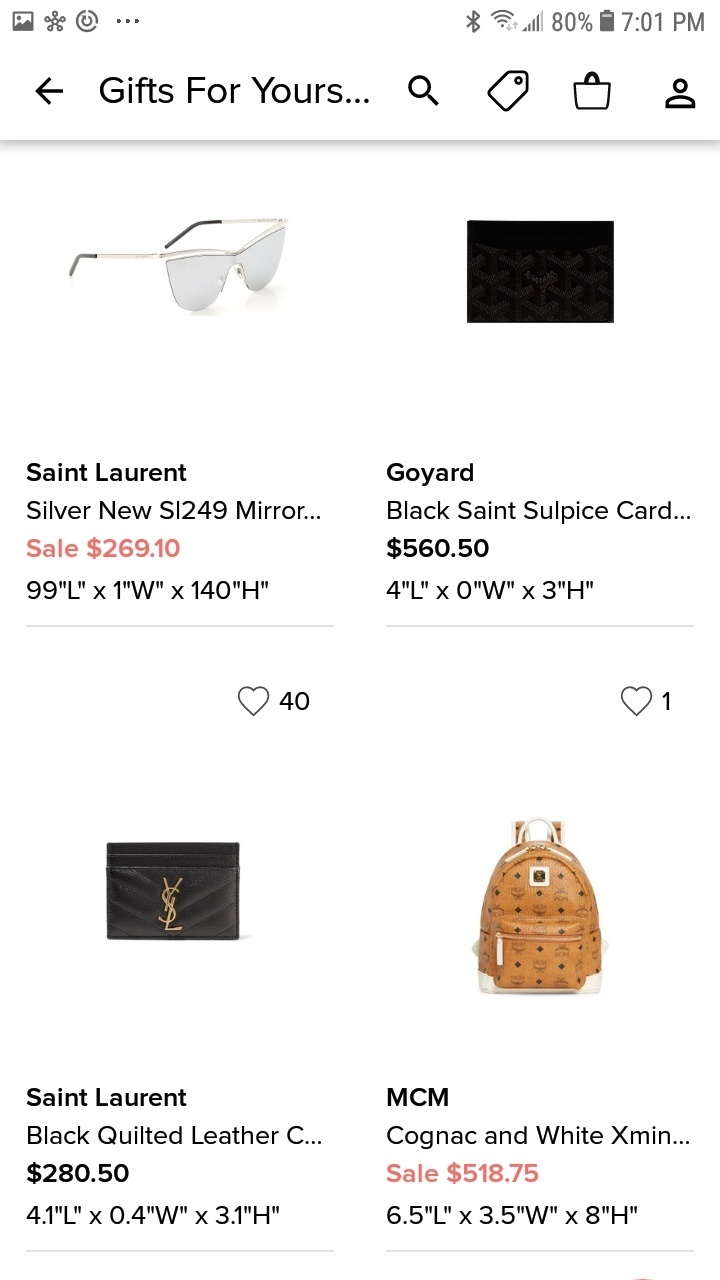 80% 7:01 PM
Gifts For Yours...
GOYARD
Saint Laurent
Silver New Sl249 Mirror...
Sale $269.10
99"L" x 1"W" x 140"H"
Goyard
Black Saint Sulpice Card...
$560.50
4"L" x 0"W" x 3"H"
40
1
YSL
MCM
Saint Laurent
Black Quilted Leather C...
$280.50
4.1"L" x 0.4"W" x 3.1"H"
MCM
Cognac and White Xmin...
Sale $518.75
6.5"L" x 3.5"W" x 8"H"